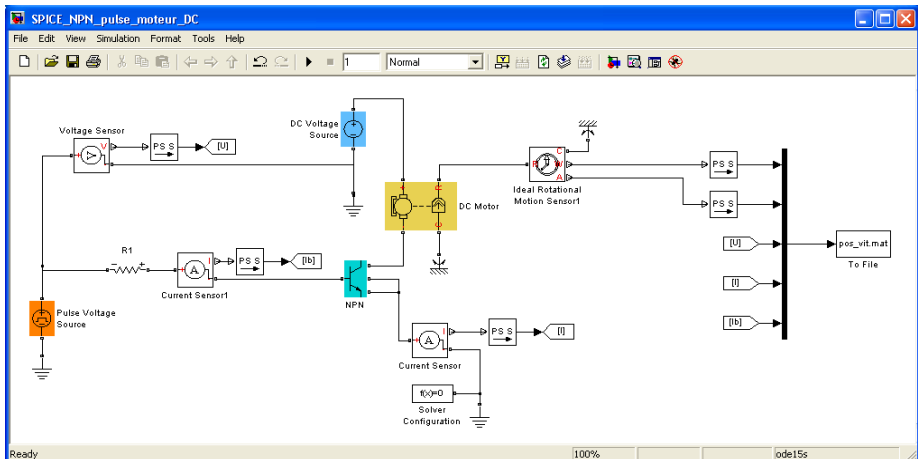 SPICE_NPN_pulse_moteur_DC
File Edit View Simulation Format Tools Help
1 Normal
Voltage Sensor
V
PS S
[U]
DC Voltage
Source
C
R W
A
Ideal Rotational
Motion Sensor1
PS S
PS S
DC Motor
[U]
pos_vit.mat
To File
R1
I
PS S
[Ib]
A
Current Sensor1
NPN
[I]
[Ib]
Pulse Voltage
Source
I
PS S
[I]
A
Current Sensor
f(x)=0
Solver
Configuration
Ready 100% ode15s